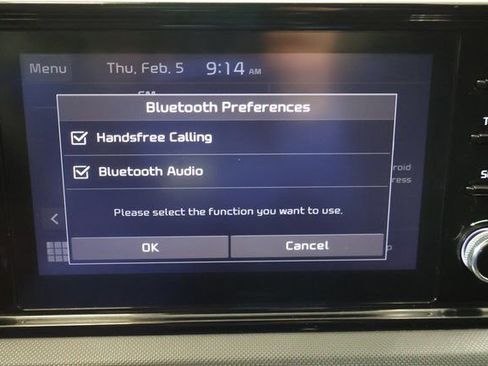 Menu Thu, Feb. 5 9:14 AM
Bluetooth Preferences
Handsfree Calling
Bluetooth Audio
Please select the function you want to use.
OK Cancel